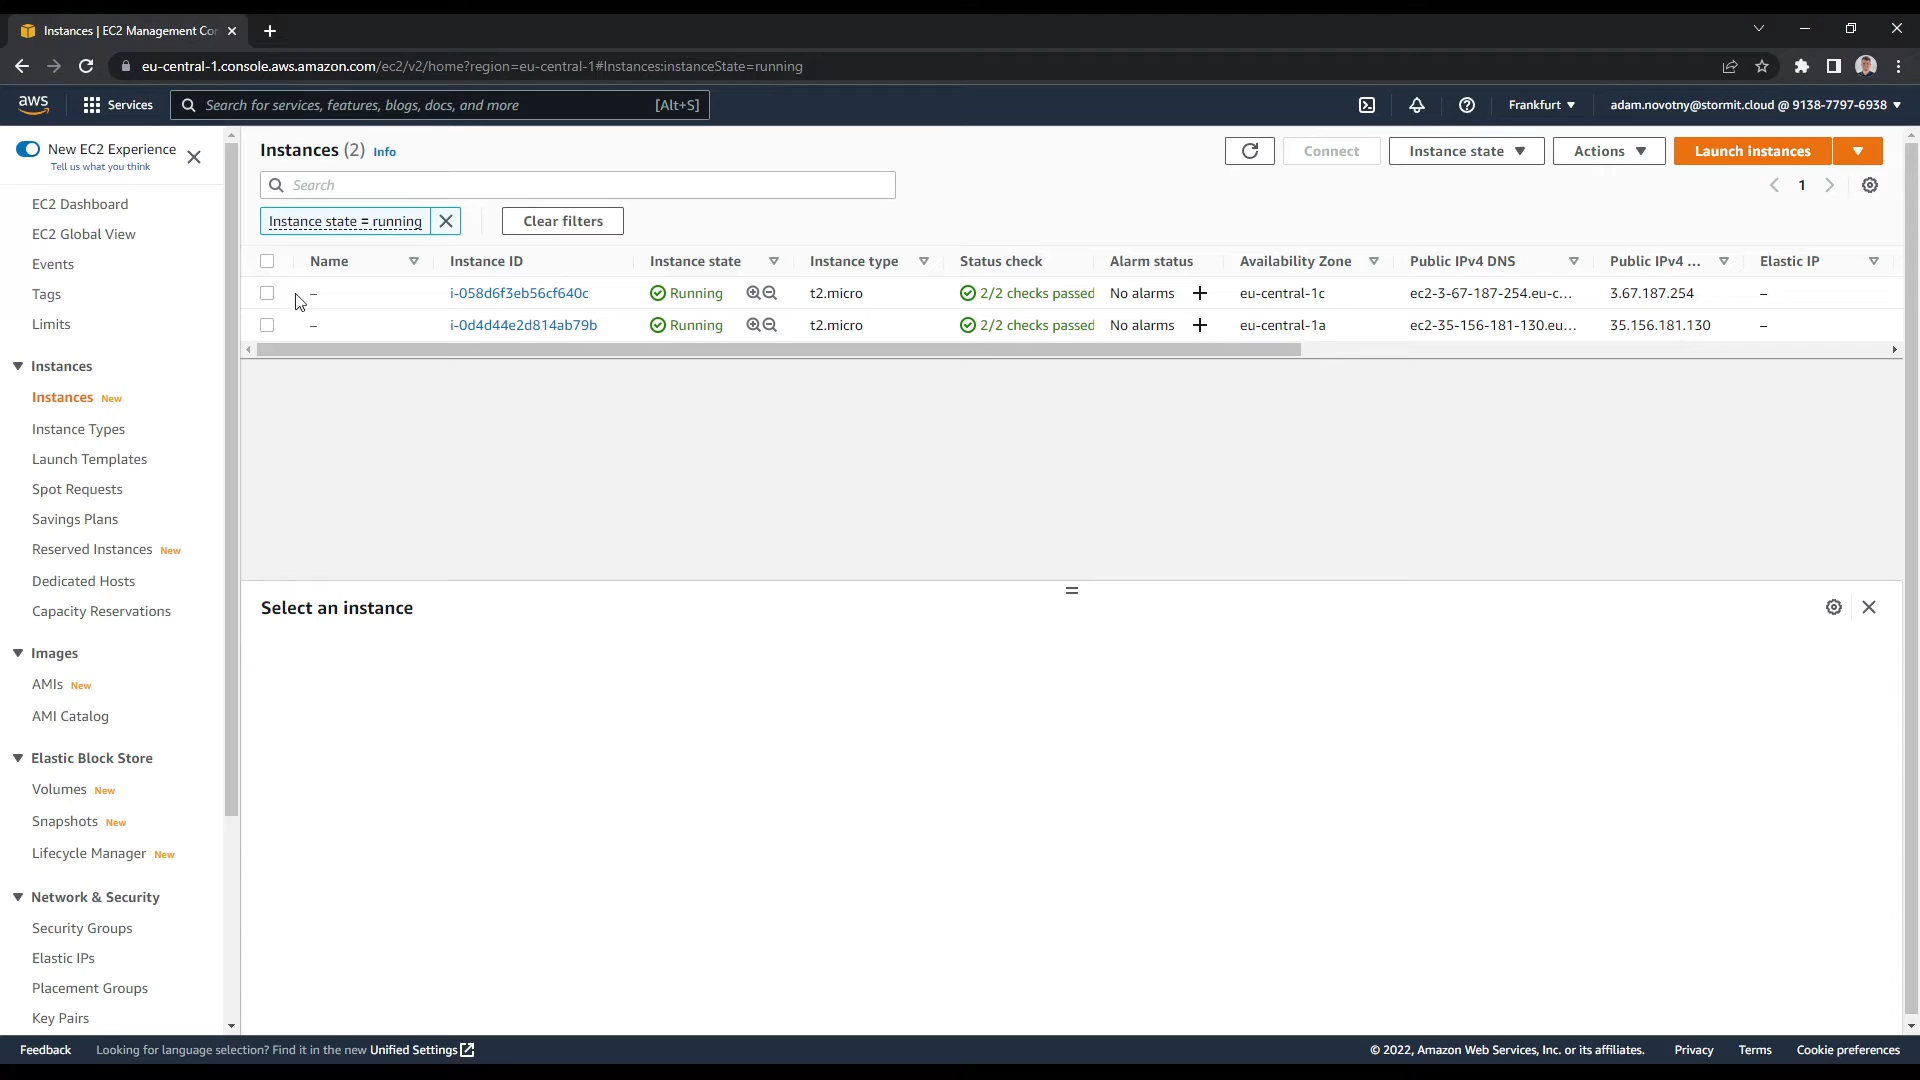 Instances | EC2 Management Cor
eu-central-1.console.aws.amazon.com/ec2/v2/home?region=eu-central-1#Instances:instanceState=running
aws
Services
Search for services, features, blogs, docs, and more
[Alt+S]
Frankfurt
adam.novotny@stormit.cloud @ 9138-7797-6938
New EC2 Experience
Tell us what you think
EC2 Dashboard
EC2 Global View
Events
Tags
Limits
Instances
Instances New
Instance Types
Launch Templates
Spot Requests
Savings Plans
Reserved Instances New
Dedicated Hosts
Capacity Reservations
Images
AMIs New
AMI Catalog
Elastic Block Store
Volumes New
Snapshots New
Lifecycle Manager New
Network & Security
Security Groups
Elastic IPs
Placement Groups
Key Pairs
Instances (2) Info
Connect
Instance state
Actions
Launch instances
Search
1
Instance state = running
Clear filters
Name Instance ID Instance state Instance type Status check Alarm status Availability Zone Public IPv4 DNS Public IPv4 ... Elastic IP
– i-058d6f3eb56cf640c Running t2.micro 2/2 checks passed No alarms + eu-central-1c ec2-3-67-187-254.eu-c... 3.67.187.254 –
– i-0d4d44e2d814ab79b Running t2.micro 2/2 checks passed No alarms + eu-central-1a ec2-35-156-181-130.eu... 35.156.181.130 –
Select an instance
Feedback
Looking for language selection? Find it in the new Unified Settings
© 2022, Amazon Web Services, Inc. or its affiliates.
Privacy
Terms
Cookie preferences